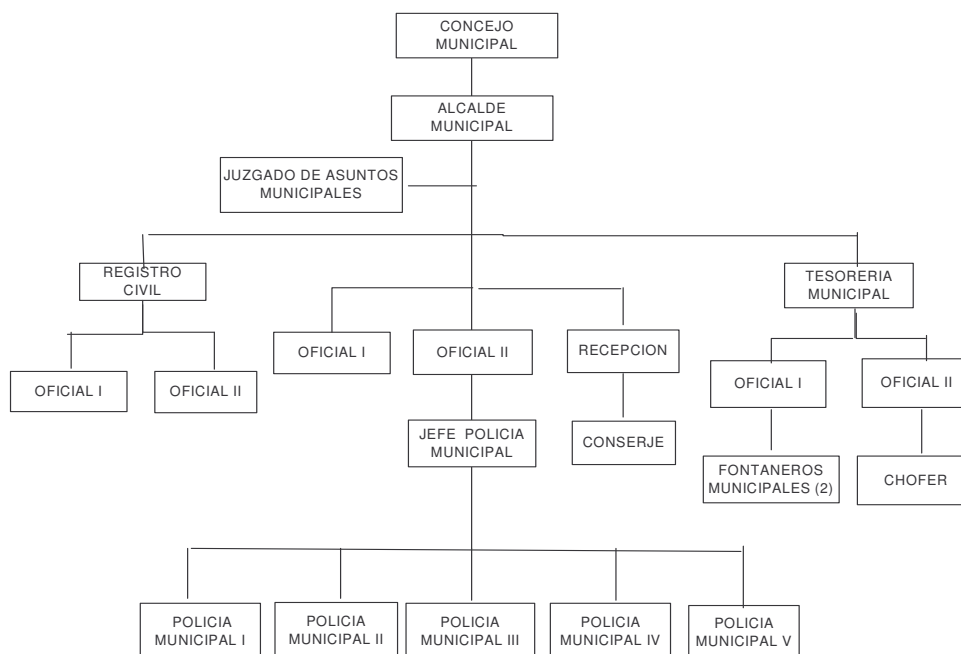 CONCEJO
MUNICIPAL
ALCALDE
MUNICIPAL
JUZGADO DE ASUNTOS
MUNICIPALES
REGISTRO
CIVIL
TESORERIA
MUNICIPAL
OFICIAL I
OFICIAL II
RECEPCION
OFICIAL I
OFICIAL II
OFICIAL I
OFICIAL II
JEFE POLICIA
MUNICIPAL
CONSERJE
FONTANEROS
MUNICIPALES (2)
CHOFER
POLICIA
MUNICIPAL I
POLICIA
MUNICIPAL II
POLICIA
MUNICIPAL III
POLICIA
MUNICIPAL IV
POLICIA
MUNICIPAL V